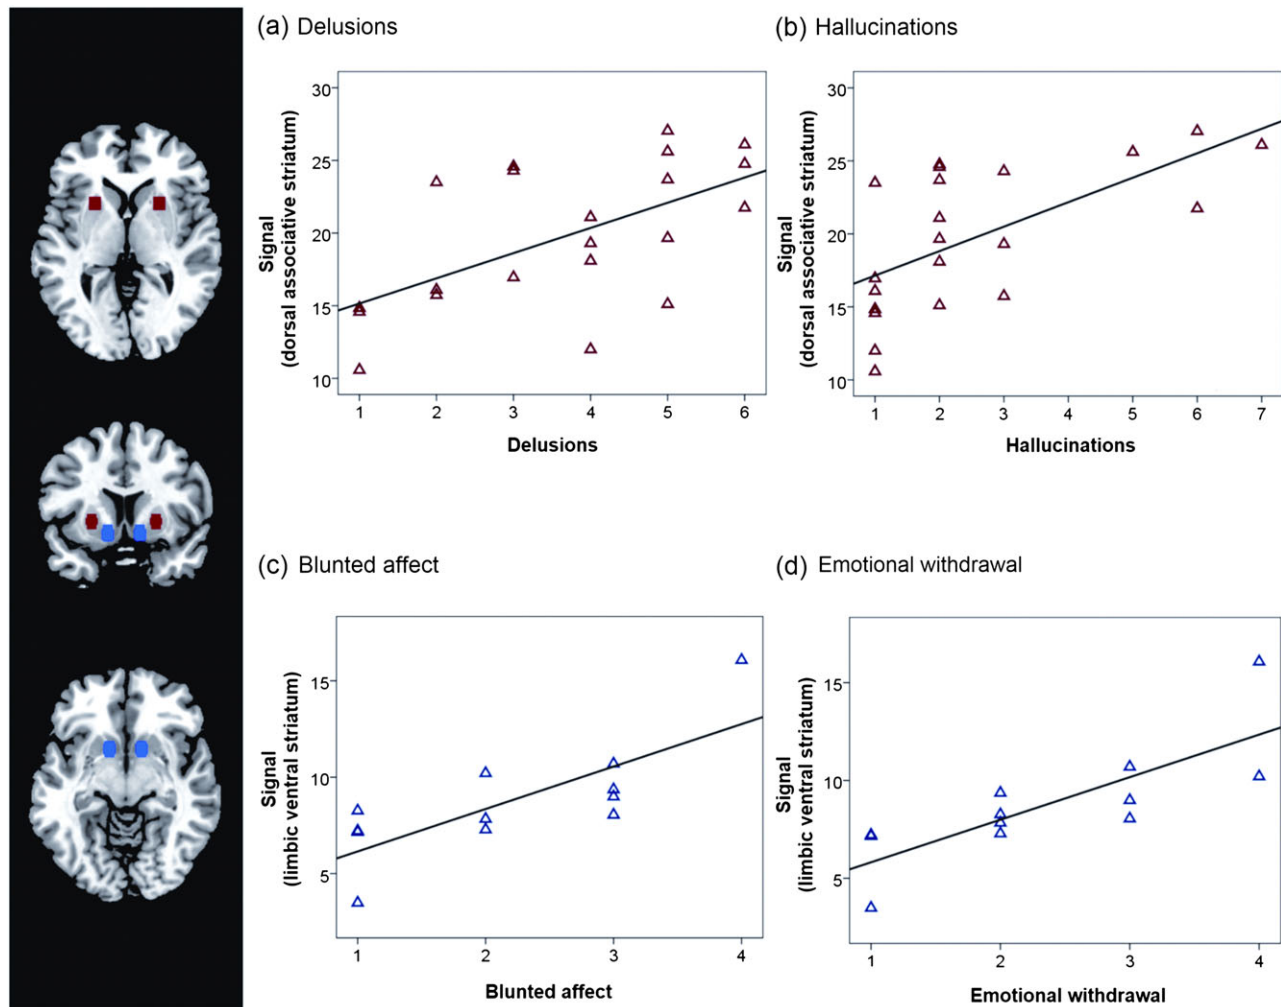 (a) Delusions
Signal
(dorsal associative striatum)
30
25
20
15
10
1 2 3 4 5 6
Delusions
(b) Hallucinations
Signal
(dorsal associative striatum)
30
25
20
15
10
1 2 3 4 5 6 7
Hallucinations
(c) Blunted affect
Signal
(limbic ventral striatum)
15
10
5
1 2 3 4
Blunted affect
(d) Emotional withdrawal
Signal
(limbic ventral striatum)
15
10
5
1 2 3 4
Emotional withdrawal